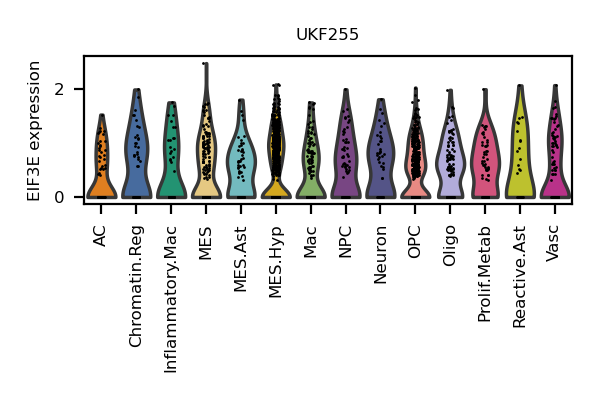 UKF255
EIF3E expression
2
0
AC
Chromatin.Reg
Inflammatory.Mac
MES
MES.Ast
MES.Hyp
Mac
NPC
Neuron
OPC
Oligo
Prolif.Metab
Reactive.Ast
Vasc